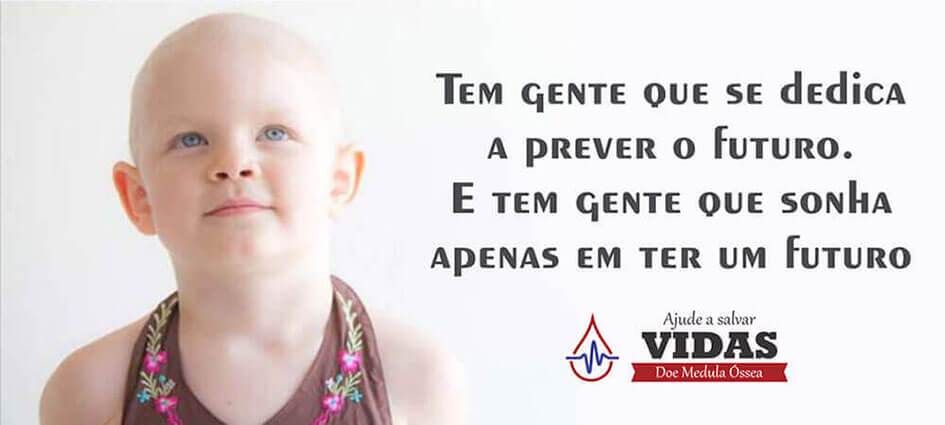 Tem gente que se dedica
a prever o futuro.
E tem gente que sonha
apenas em ter um futuro
Ajude a salvar
VIDAS
Doe Medula Óssea